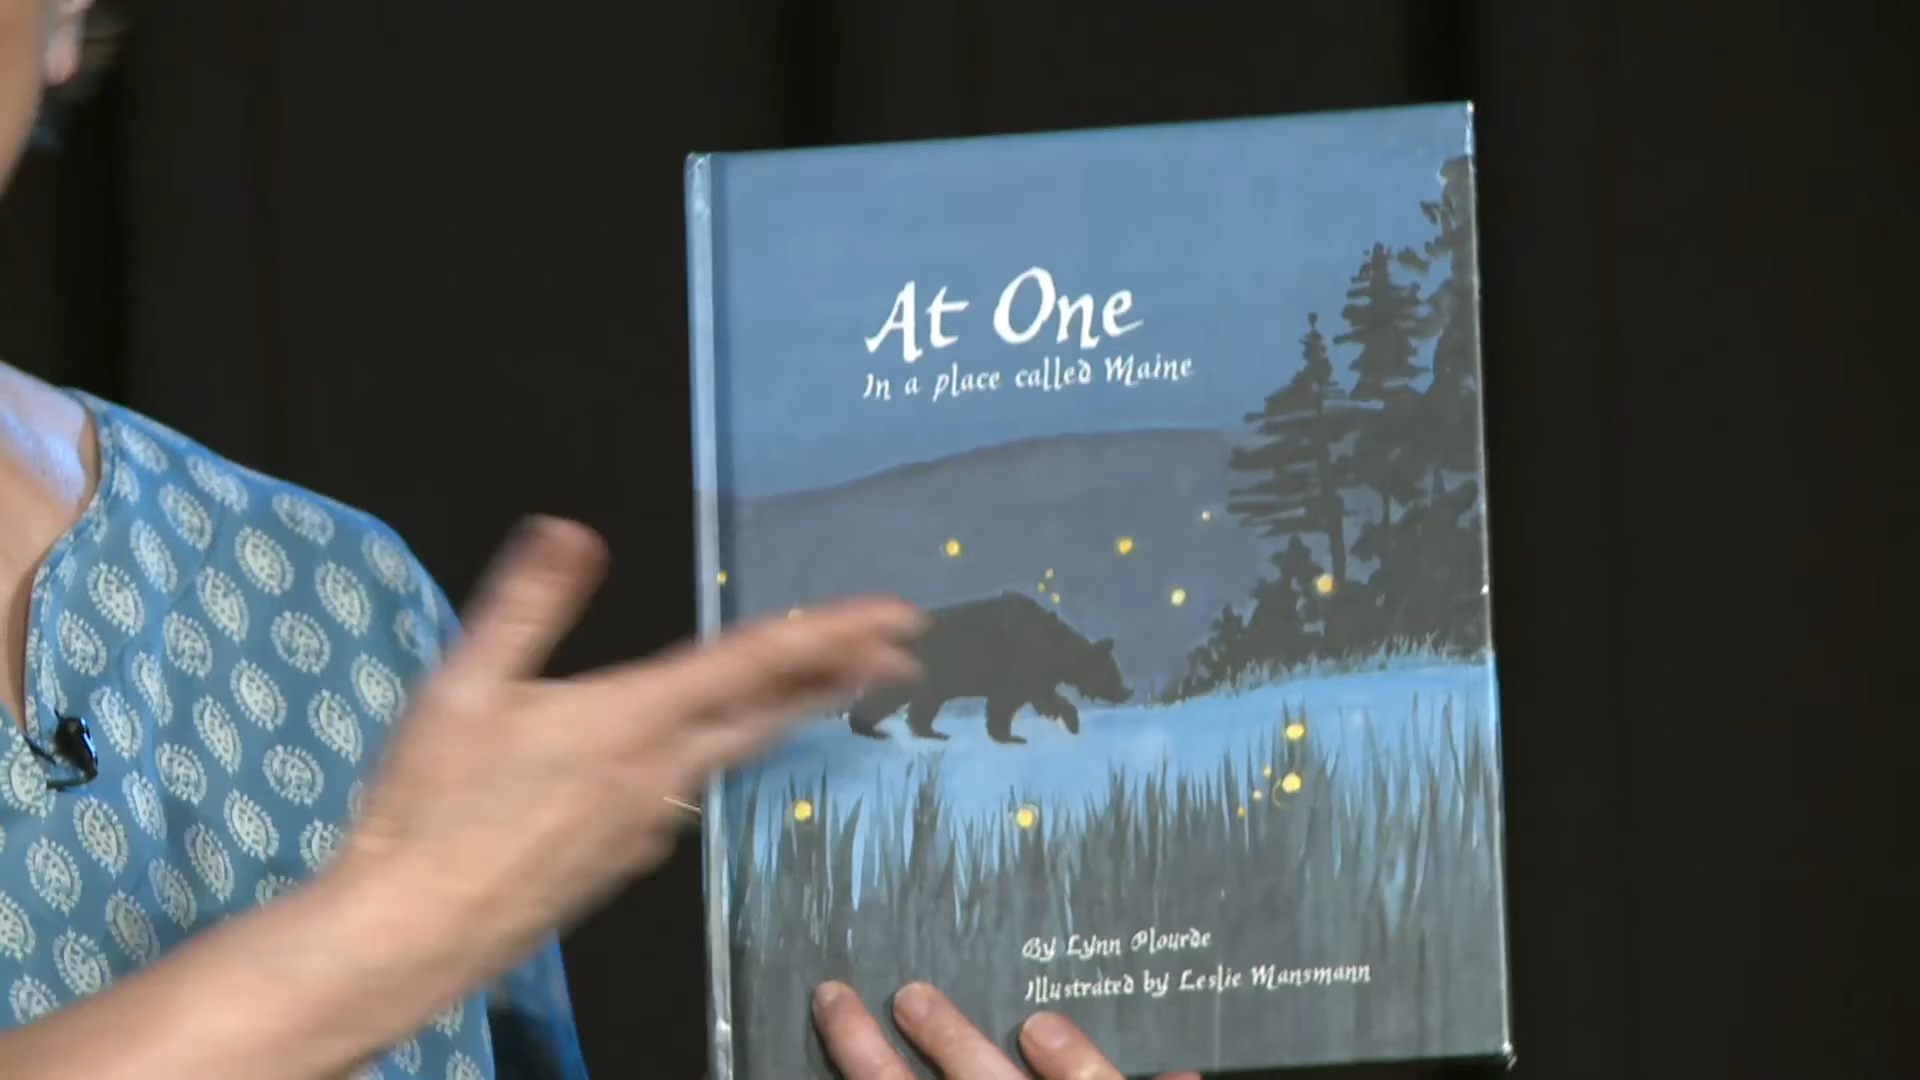 At One
In a place called Maine
By Lynn Plourde
Illustrated by Leslie Mansmann